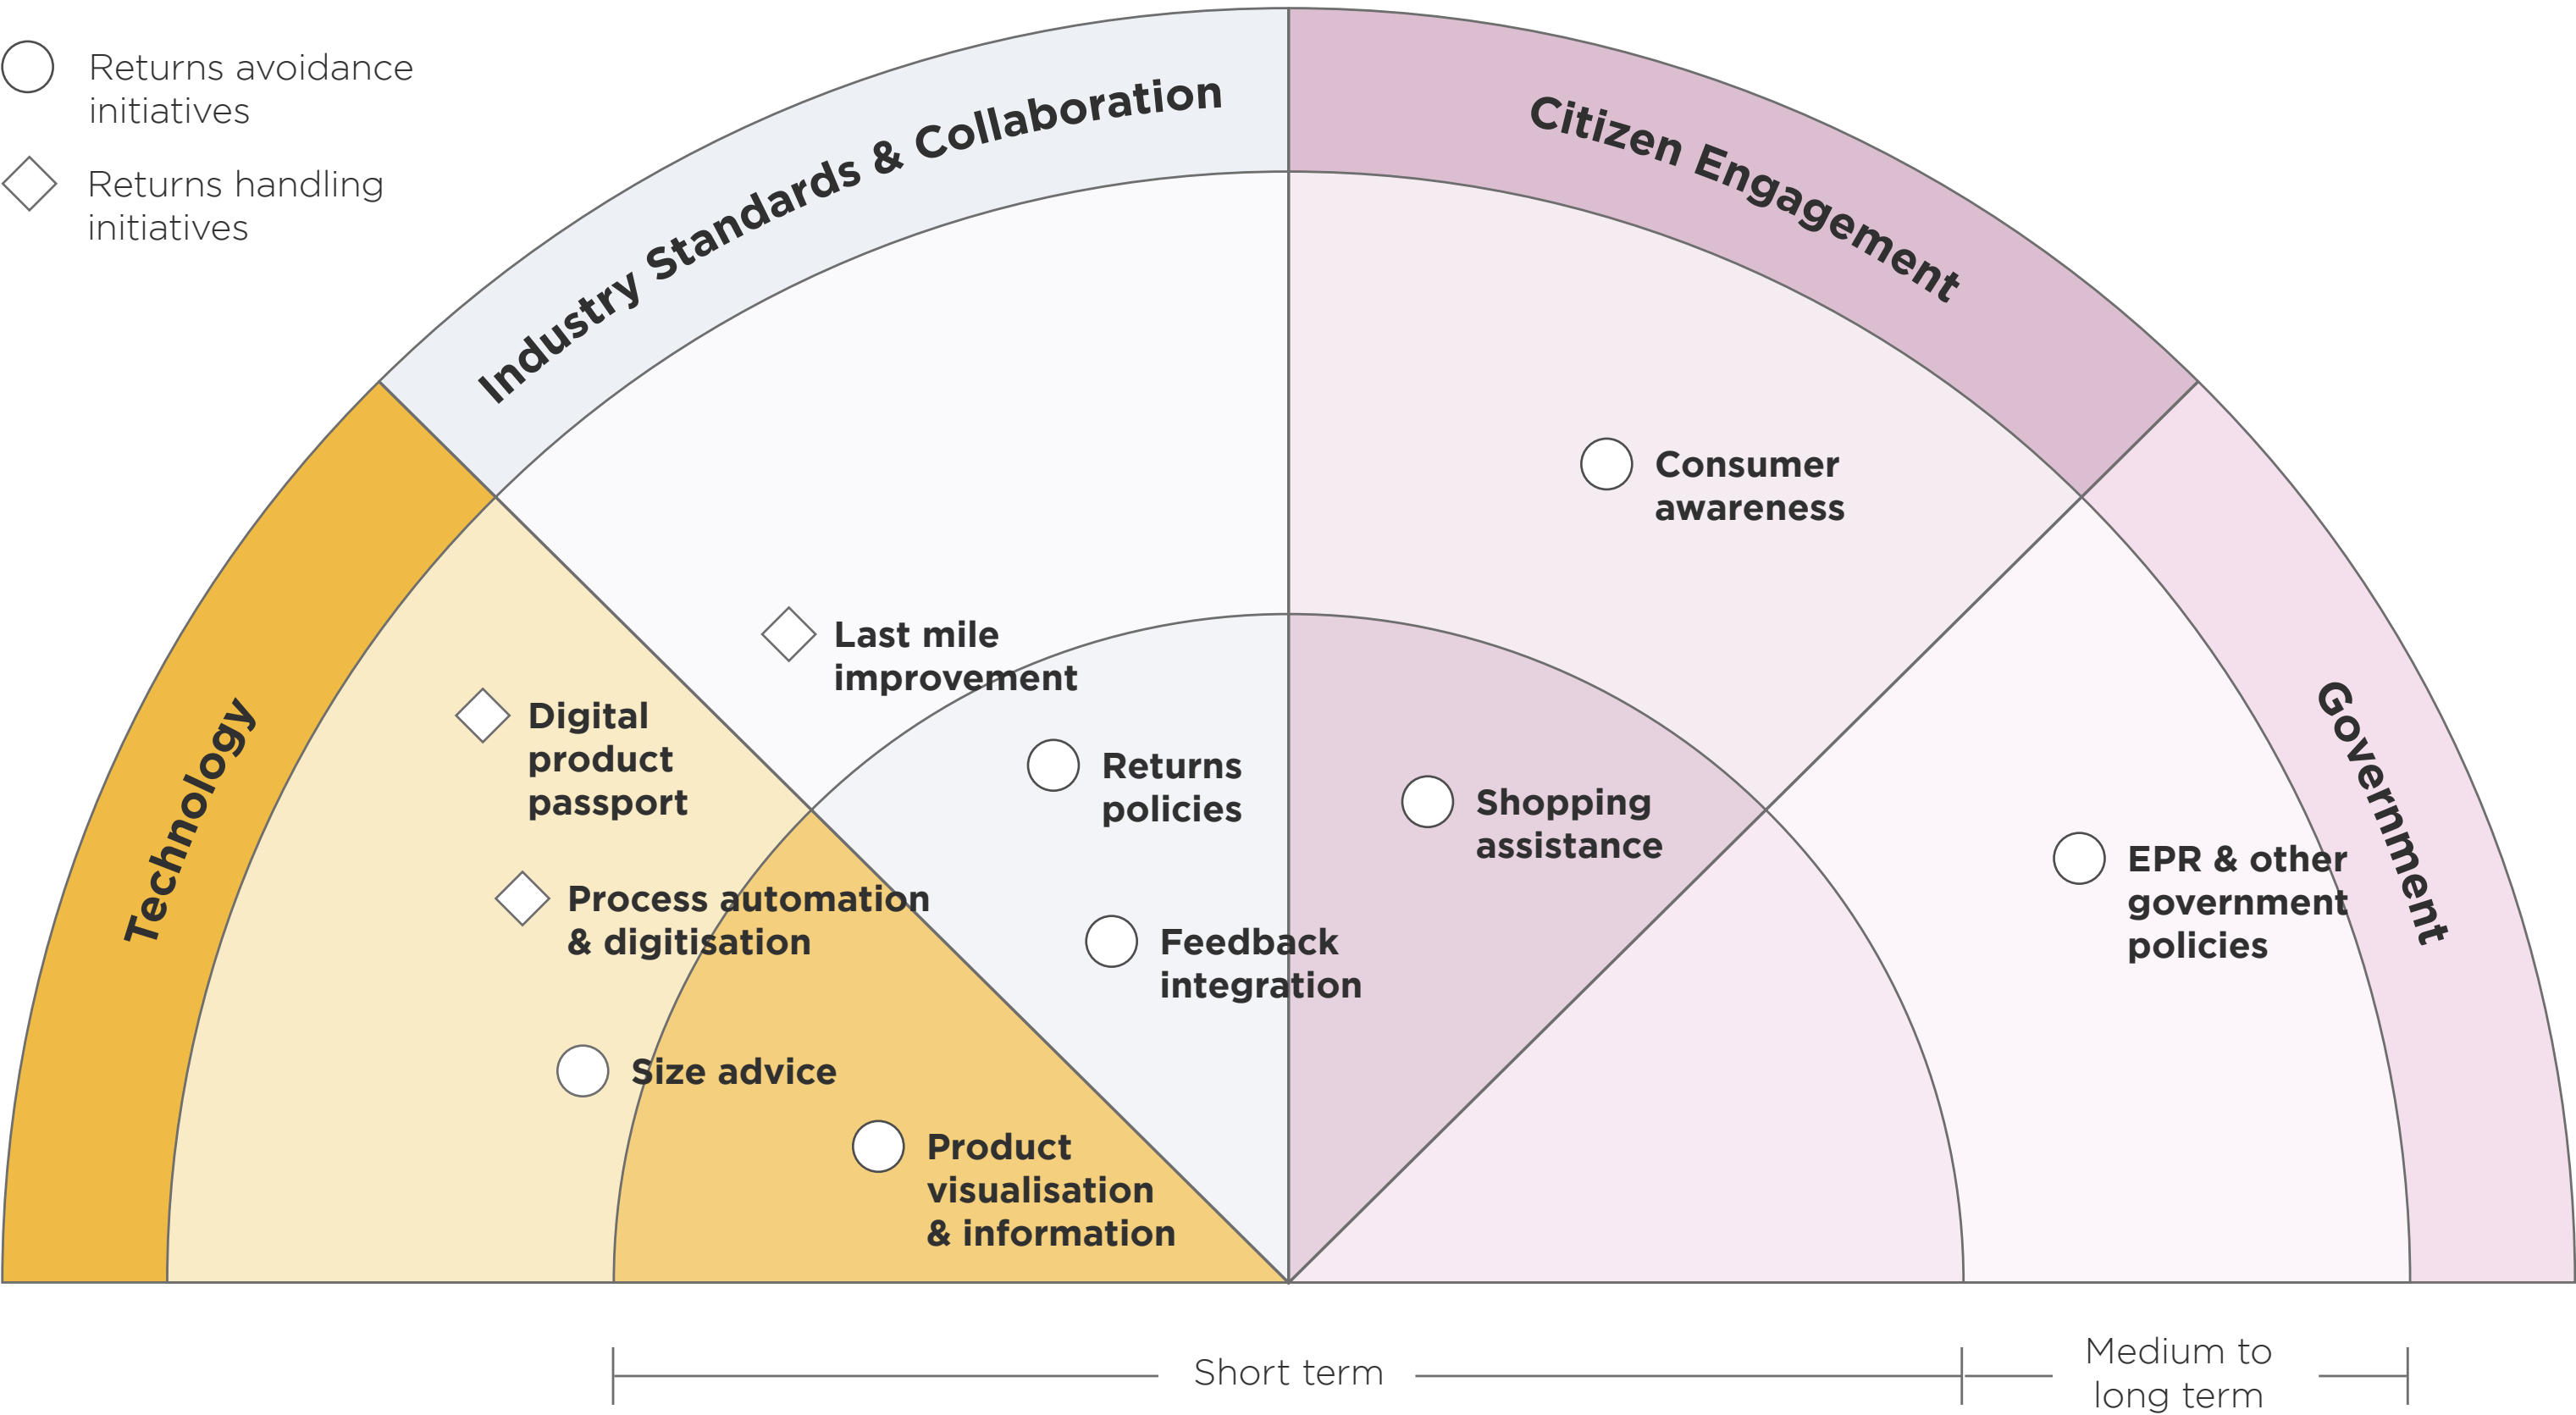 Returns avoidance
initiatives
Returns handling
initiatives
Technology
Industry Standards & Collaboration
Citizen Engagement
Government
Consumer
awareness
Last mile
improvement
Digital
product
passport
Returns
policies
Shopping
assistance
EPR & other
government
policies
Process automation
& digitisation
Feedback
integration
Size advice
Product
visualisation
& information
Short term
Medium to
long term